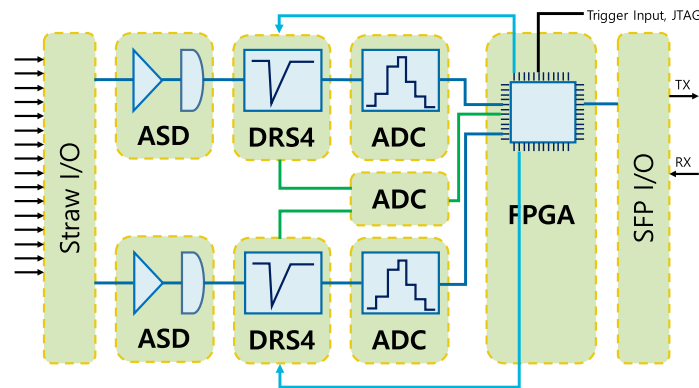 Trigger Input, JTAG
ASD
DRS4
ADC
TX
Straw I/O
ADC
FPGA
SFP I/O
RX
ASD
DRS4
ADC